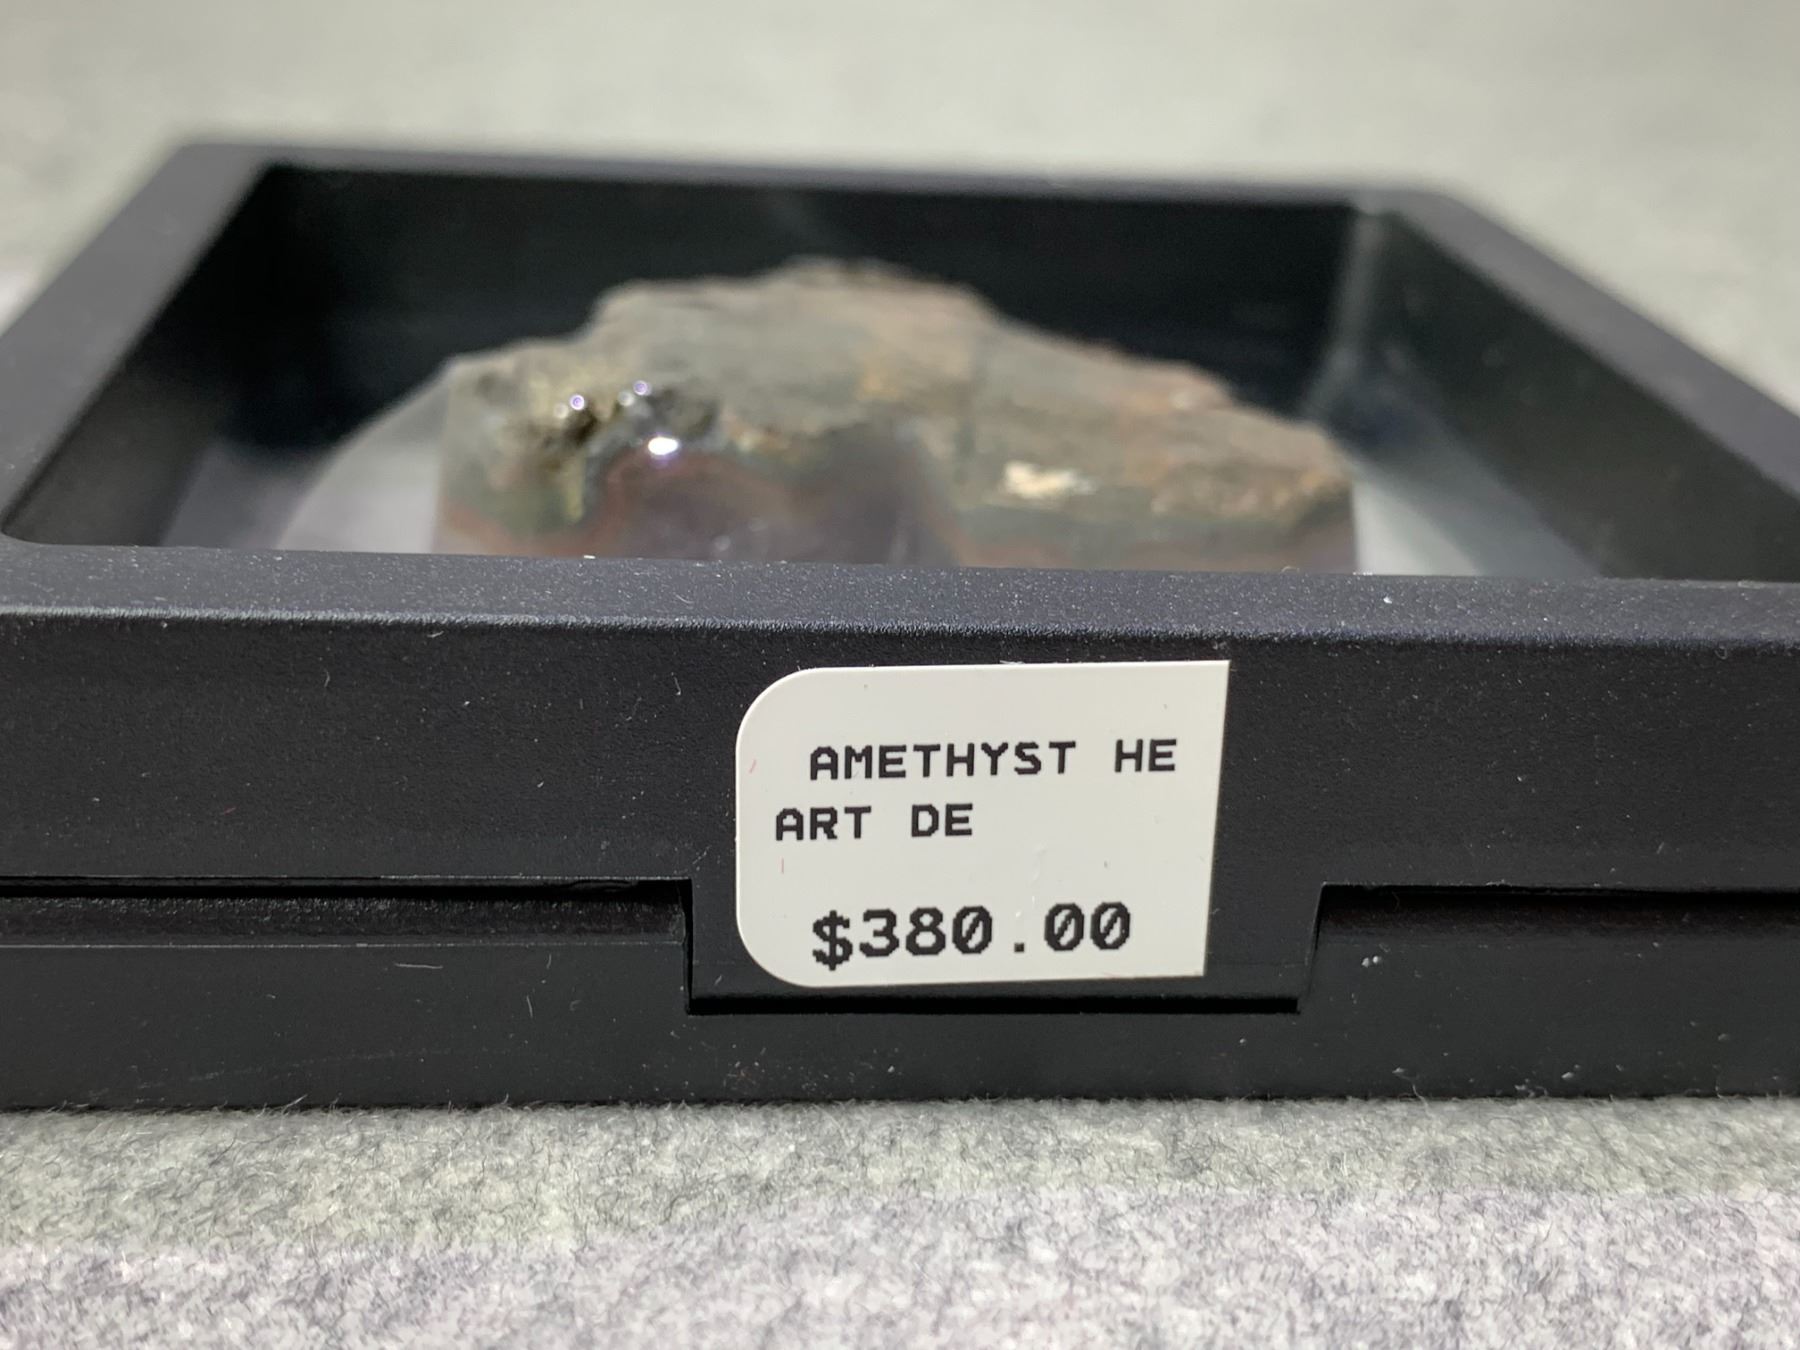 AMETHYST HE
ART DE
$380.00